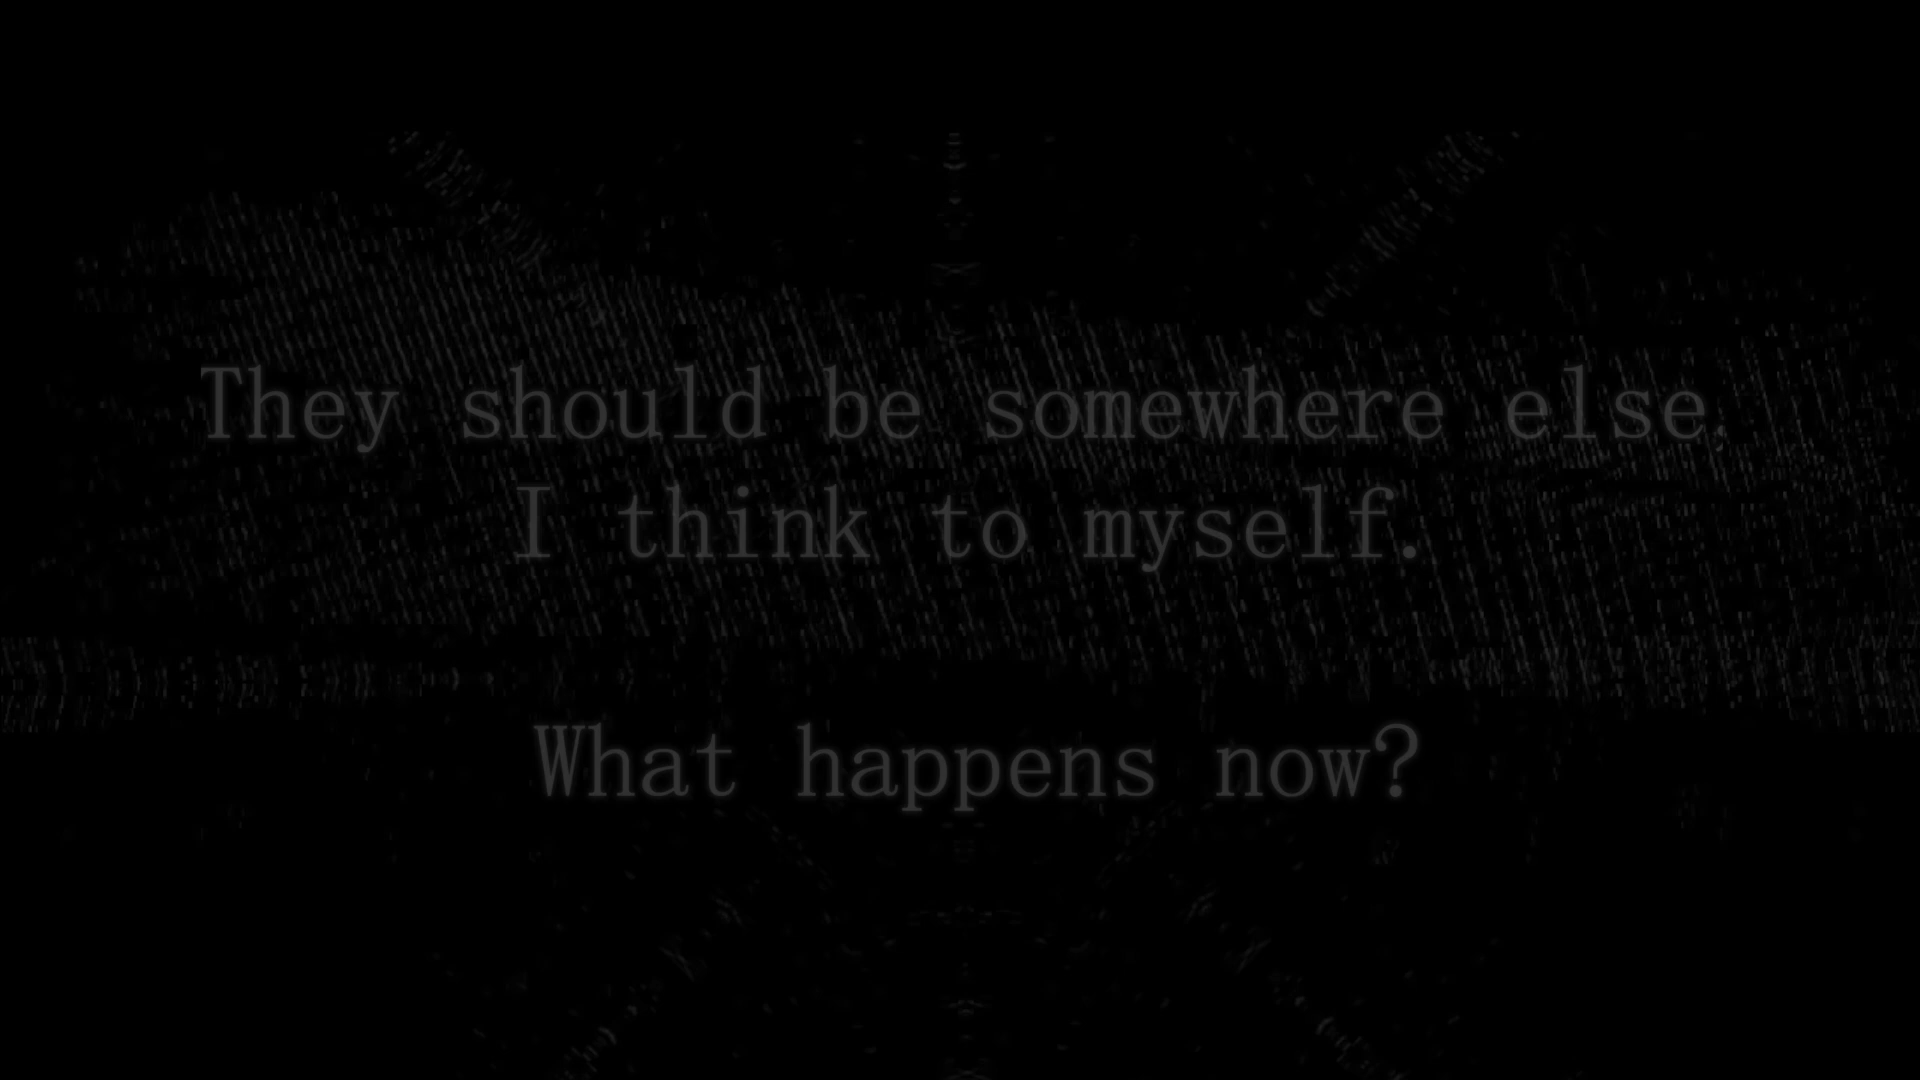 They should be somewhere else,
I think to myself.
What happens now?